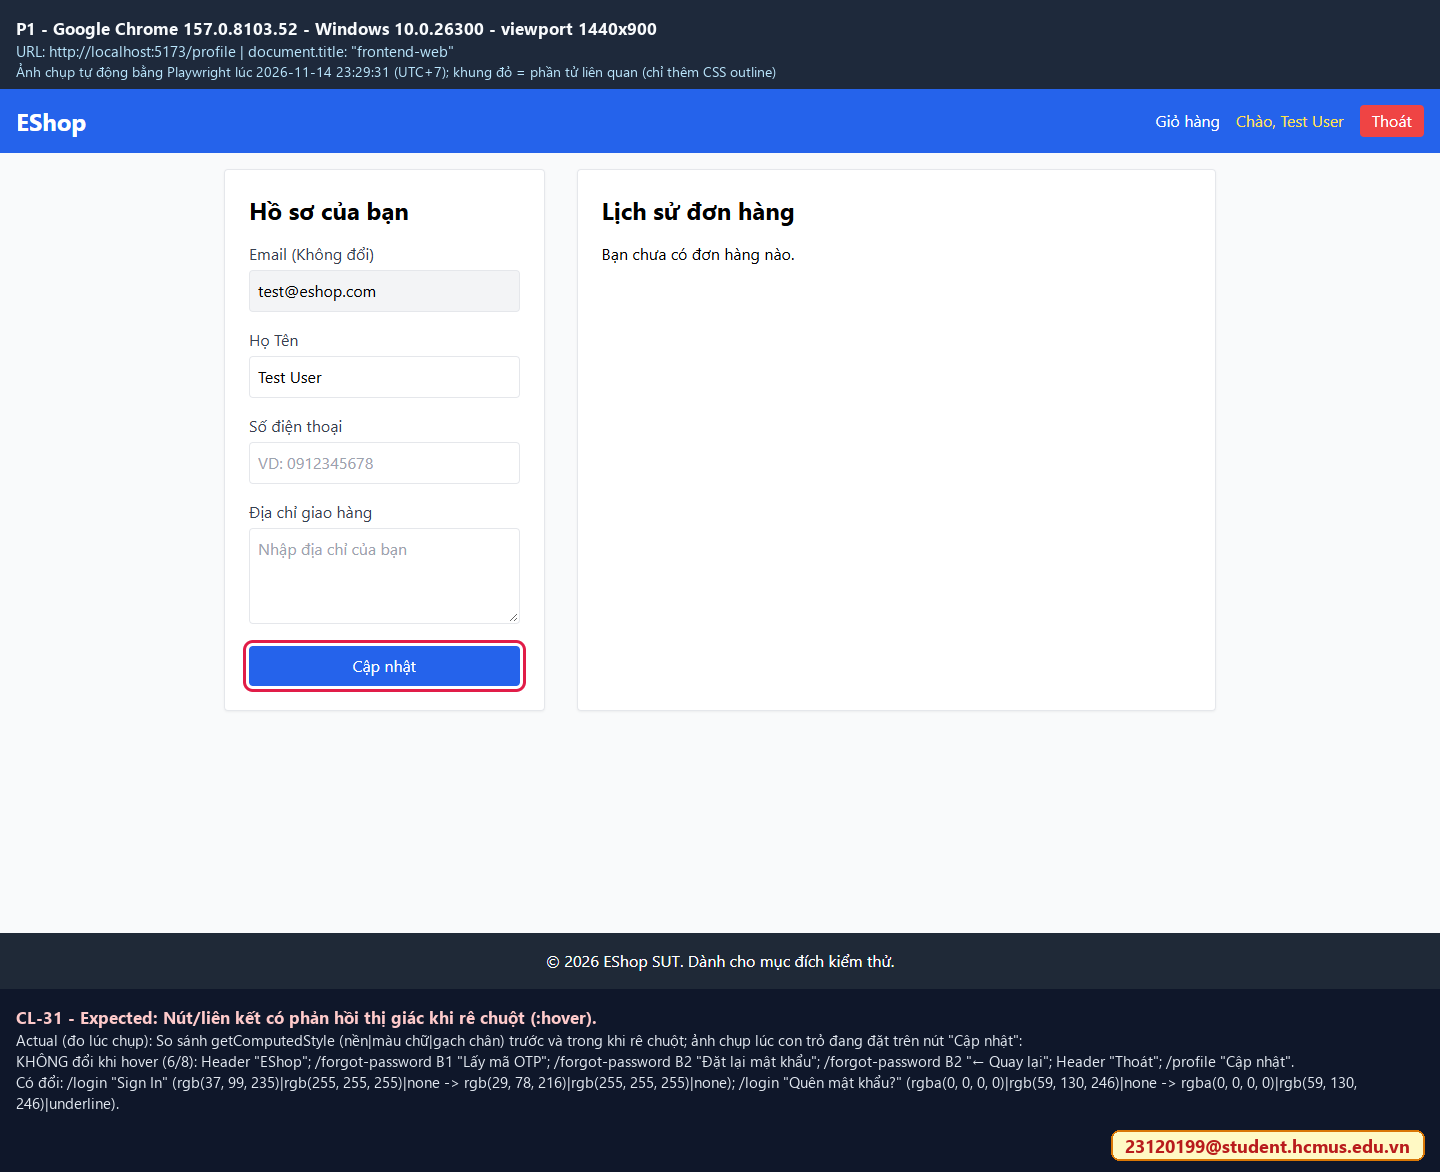 P1 - Google Chrome 157.0.8103.52 - Windows 10.0.26300 - viewport 1440x900
URL: http://localhost:5173/profile | document.title: "frontend-web"
Ảnh chụp tự động bằng Playwright lúc 2026-11-14 23:29:31 (UTC+7); khung đỏ = phần tử liên quan (chỉ thêm CSS outline)
EShop
Giỏ hàng
Chào, Test User
Thoát
Hồ sơ của bạn
Email (Không đổi)
test@eshop.com
Họ Tên
Test User
Số điện thoại
VD: 0912345678
Địa chỉ giao hàng
Nhập địa chỉ của bạn
Cập nhật
Lịch sử đơn hàng
Bạn chưa có đơn hàng nào.
© 2026 EShop SUT. Dành cho mục đích kiểm thử.
CL-31 - Expected: Nút/liên kết có phản hồi thị giác khi rê chuột (:hover).
Actual (đo lúc chụp): So sánh getComputedStyle (nền|màu chữ|gạch chân) trước và trong khi rê chuột; ảnh chụp lúc con trỏ đang đặt trên nút "Cập nhật":
KHÔNG đổi khi hover (6/8): Header "EShop"; /forgot-password B1 "Lấy mã OTP"; /forgot-password B2 "Đặt lại mật khẩu"; /forgot-password B2 "← Quay lại"; Header "Thoát"; /profile "Cập nhật".
Có đổi: /login "Sign In" (rgb(37, 99, 235)|rgb(255, 255, 255)|none -> rgb(29, 78, 216)|rgb(255, 255, 255)|none); /login "Quên mật khẩu?" (rgba(0, 0, 0, 0)|rgb(59, 130, 246)|none -> rgba(0, 0, 0, 0)|rgb(59, 130,
246)|underline).
23120199@student.hcmus.edu.vn